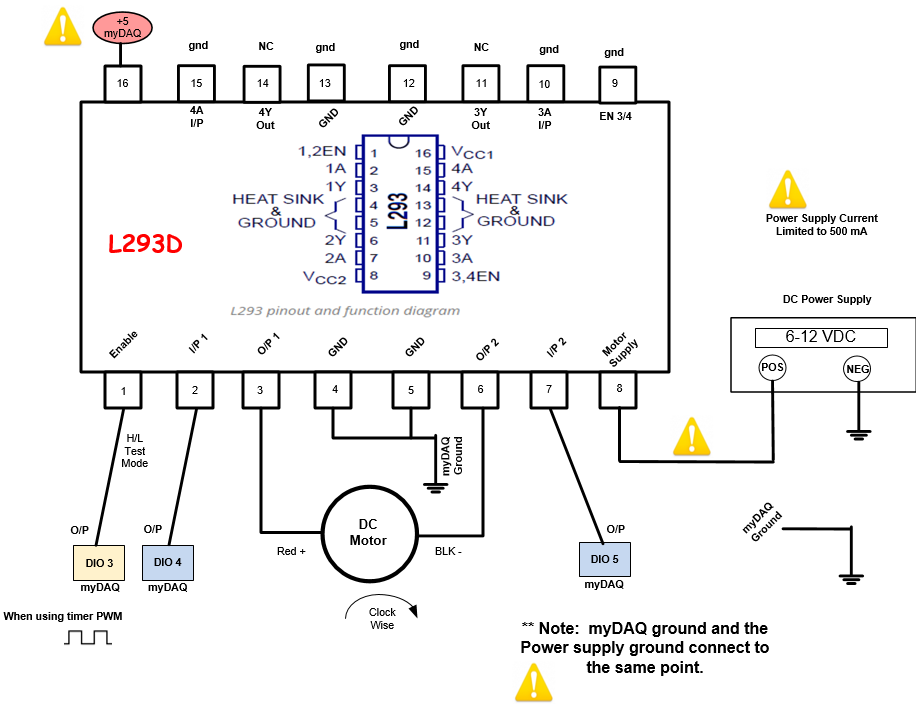 +5
myDAQ
gnd
NC
gnd
gnd
NC
gnd
gnd
16
15
14
13
12
11
10
9
4A
I/P
4Y
Out
GND
GND
3Y
Out
3A
I/P
EN 3/4
1,2EN
1A
1Y
HEAT SINK
&
GROUND
2Y
2A
VCC2
1
2
3
4
5
6
7
8
L293
16
15
14
13
12
11
10
9
VCC1
4A
4Y
HEAT SINK
&
GROUND
3Y
3A
3,4EN
L293D
L293 pinout and function diagram
Power Supply Current
Limited to 500 mA
DC Power Supply
6-12 VDC
POS
NEG
Enable
I/P 1
O/P 1
GND
GND
O/P 2
I/P 2
Motor
Supply
1
2
3
4
5
6
7
8
H/L
Test
Mode
myDAQ
Ground
myDAQ
Ground
O/P
O/P
Red +
DC
Motor
BLK -
O/P
DIO 3
DIO 4
DIO 5
myDAQ
myDAQ
myDAQ
When using timer PWM
Clock
Wise
** Note: myDAQ ground and the
Power supply ground connect to
the same point.